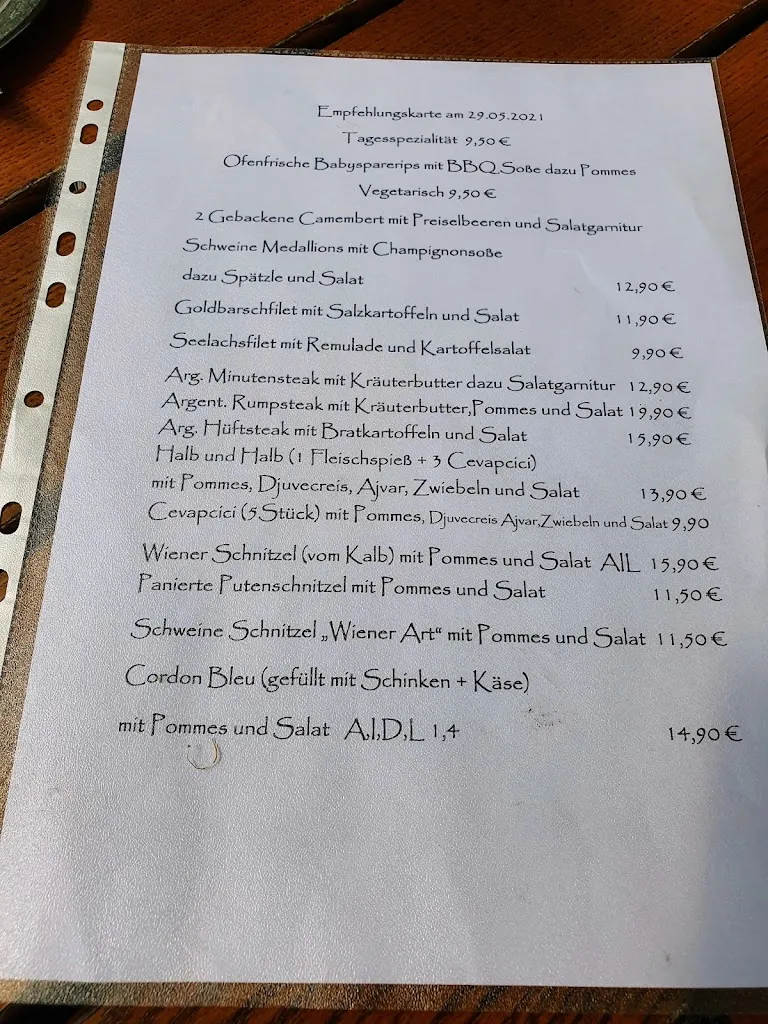 Empfehlungskarte am 29.05.2021
Tagesspezialität 9,50 €
Ofenfrische Babysparerips mit BBQ Soße dazu Pommes
Vegetarisch 9,50 €
2 Gebackene Camembert mit Preiselbeeren und Salatgarnitur
Schweine Medallions mit Champignonsoße
dazu Spätzle und Salat 12,90 €
Goldbarschfilet mit Salzkartoffeln und Salat 11,90 €
Seelachsfilet mit Remulade und Kartoffelsalat 9,90 €
Arg. Minutensteak mit Kräuterbutter dazu Salatgarnitur 12,90 €
Argent. Rumpsteak mit Kräuterbutter,Pommes und Salat 19,90 €
Arg. Hüftsteak mit Bratkartoffeln und Salat 15,90 €
Halb und Halb (1 Fleischspieß + 3 Cevapcici)
mit Pommes, Djuvecreis, Ajvar, Zwiebeln und Salat 13,90 €
Cevapcici (5 Stück) mit Pommes, Djuvecreis Ajvar,Zwiebeln und Salat 9,90
Wiener Schnitzel (vom Kalb) mit Pommes und Salat A,I,L 15,90 €
Panierte Putenschnitzel mit Pommes und Salat 11,50 €
Schweine Schnitzel „Wiener Art“ mit Pommes und Salat 11,50 €
Cordon Bleu (gefüllt mit Schinken + Käse)
mit Pommes und Salat A,I,D,L 1,4 14,90 €